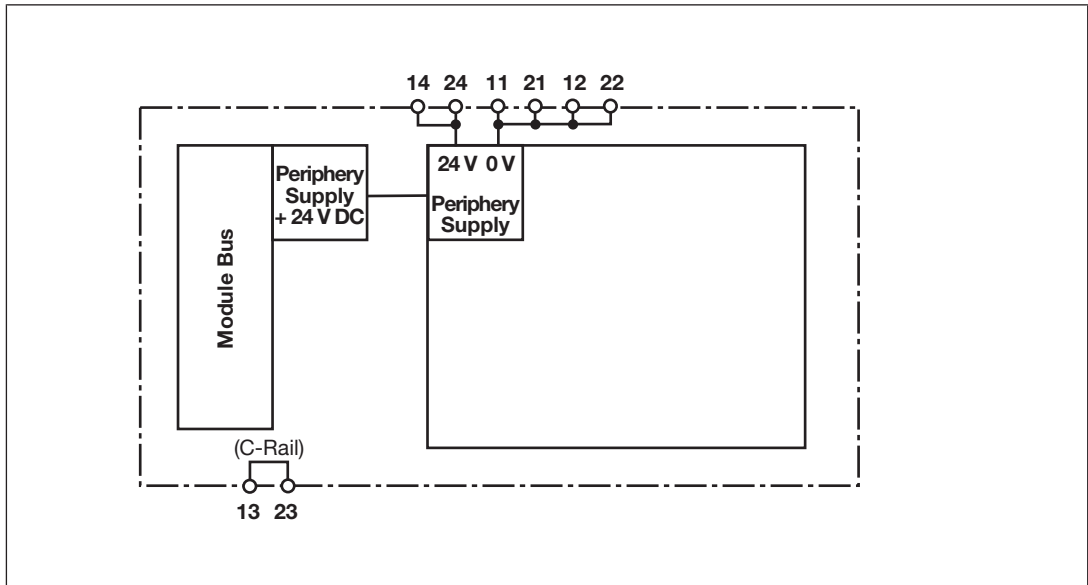 14 24 11 21 12 22
24 V 0 V
Periphery
Supply
+ 24 V DC
Periphery
Supply
Module Bus
(C-Rail)
13 23